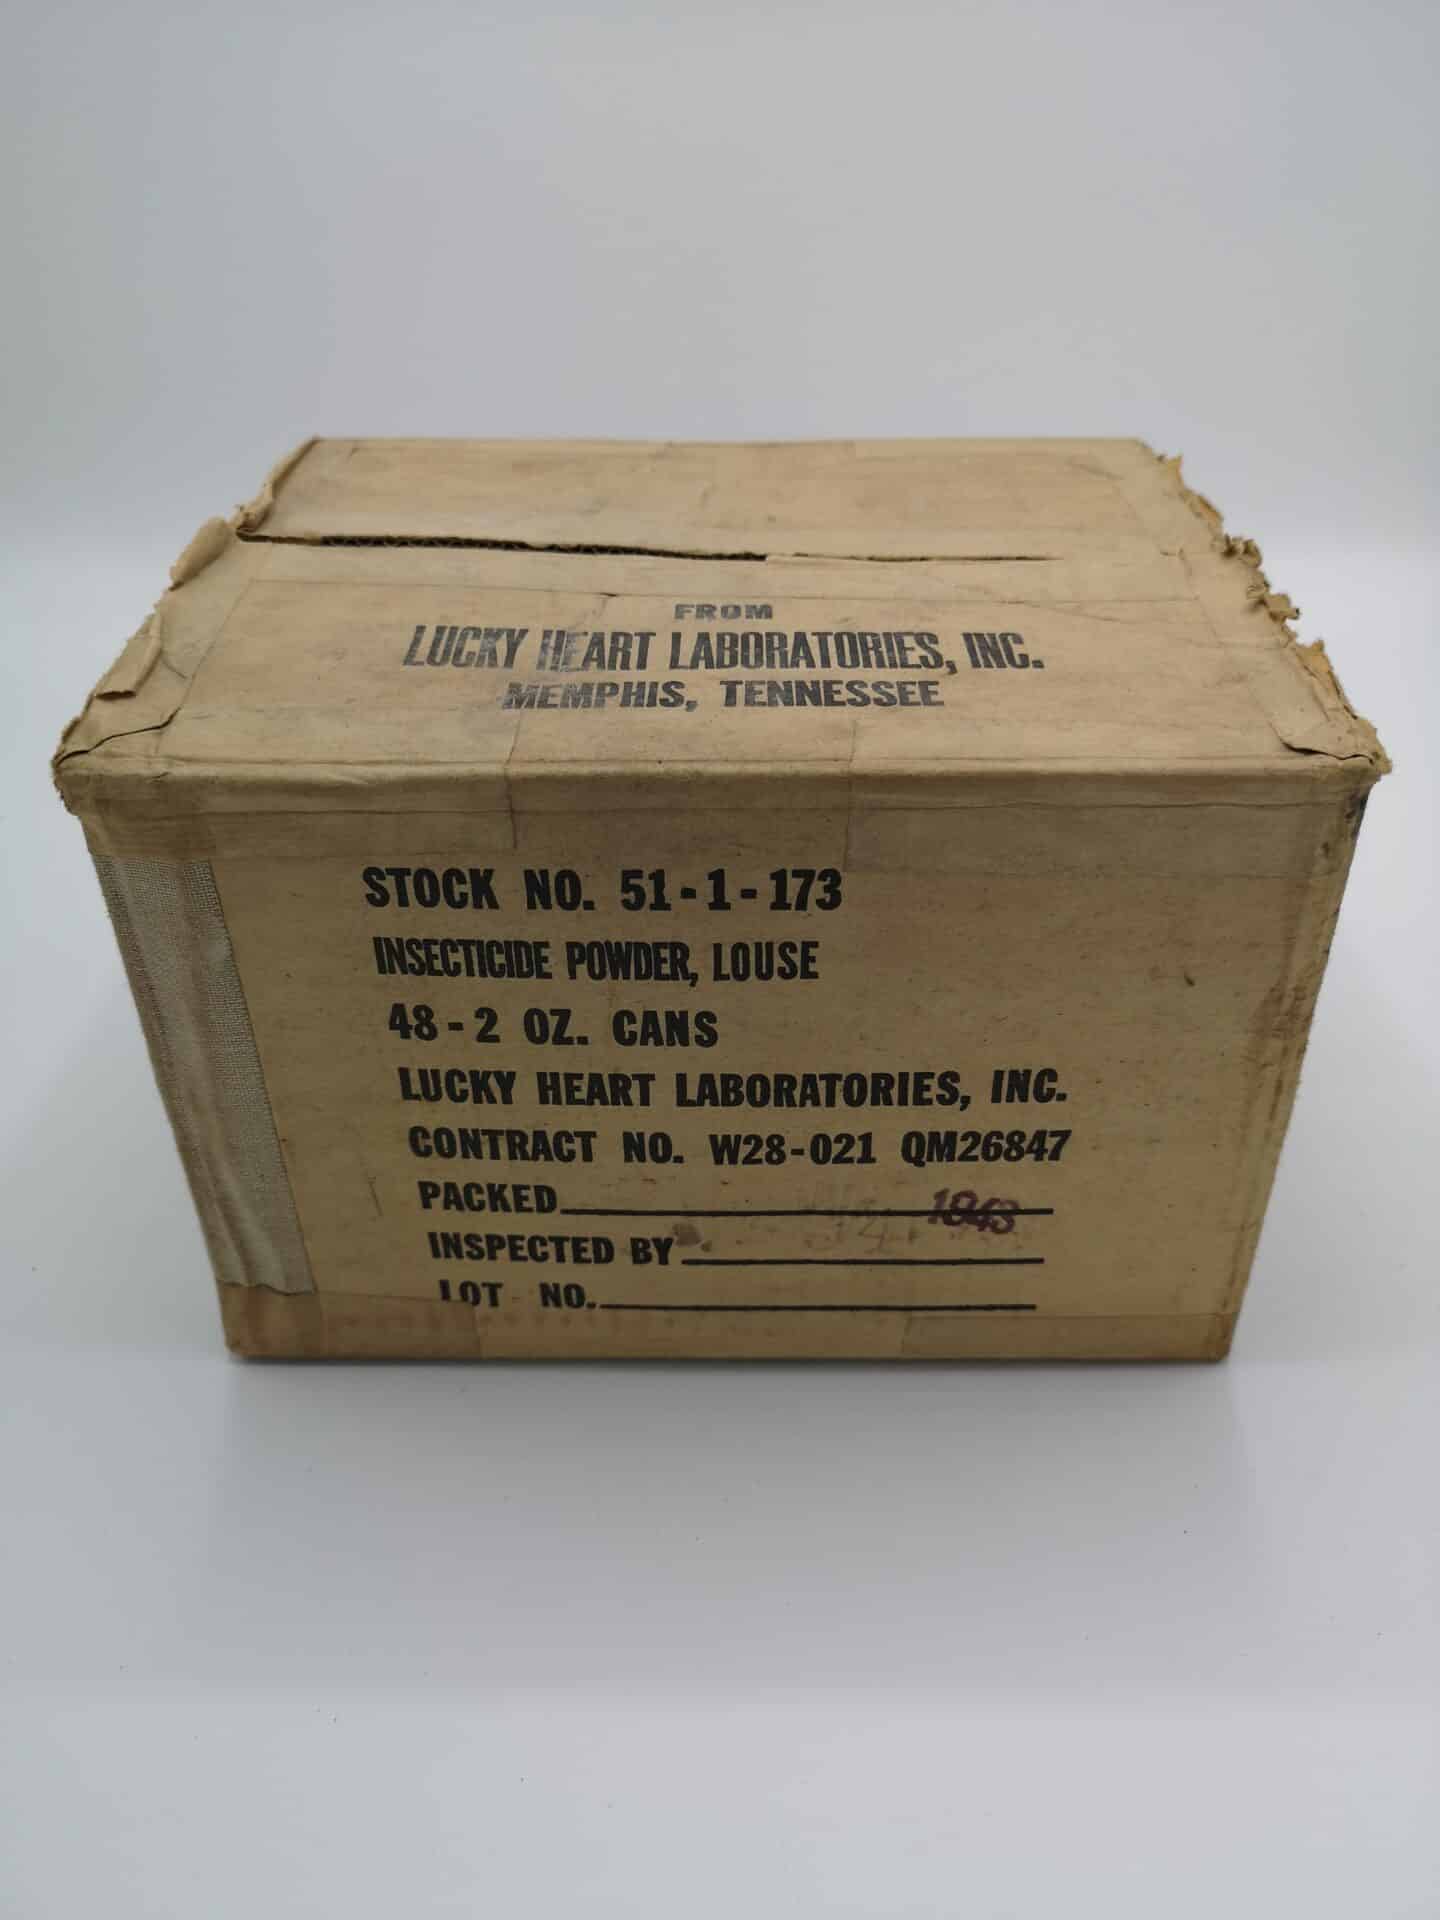 FROM
LUCKY HEART LABORATORIES, INC.
MEMPHIS, TENNESSEE
STOCK NO. 51-1-173
INSECTICIDE POWDER, LOUSE
48-2 OZ. CANS
LUCKY HEART LABORATORIES, INC.
CONTRACT NO. W28-021 QM26847
PACKED 1943
INSPECTED BY
LOT NO.